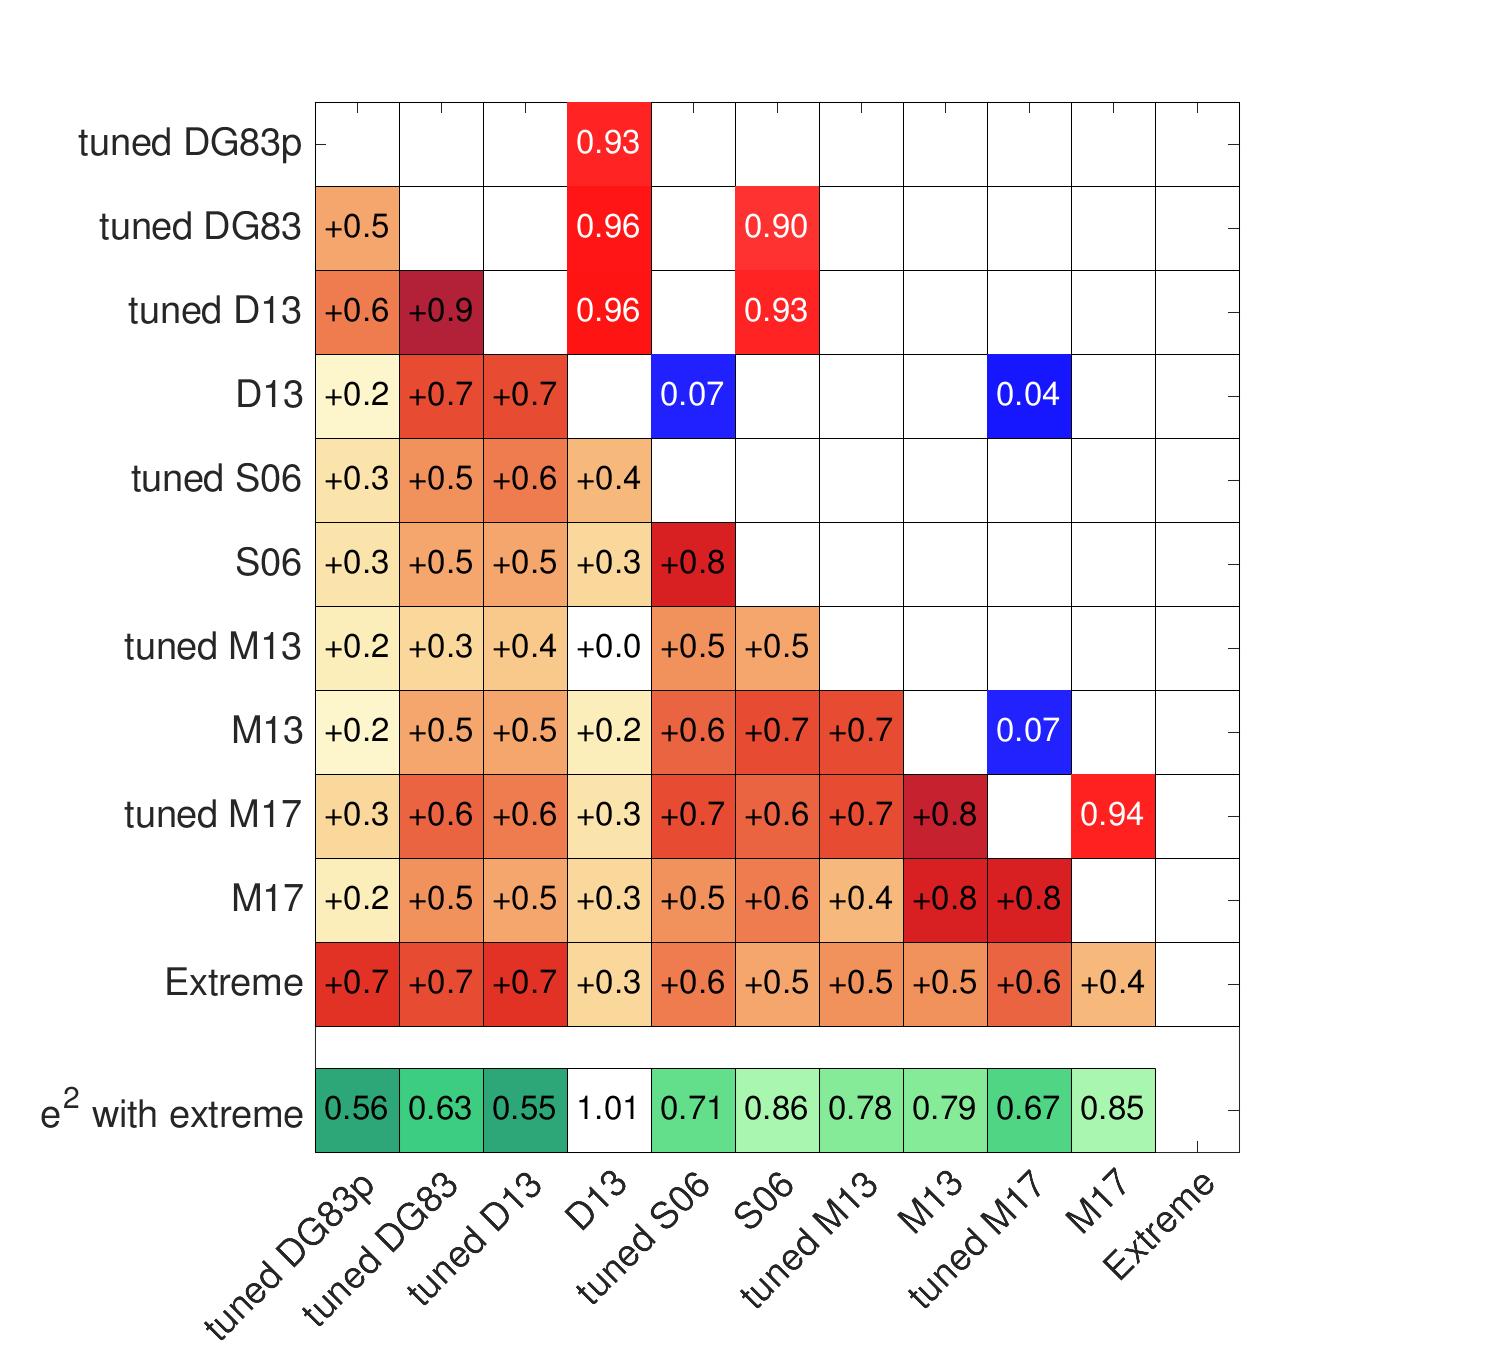 tuned DG83p 0.93
tuned DG83 +0.5 0.96 0.90
tuned D13 +0.6 +0.9 0.96 0.93
D13 +0.2 +0.7 +0.7 0.07 0.04
tuned S06 +0.3 +0.5 +0.6 +0.4
S06 +0.3 +0.5 +0.5 +0.3 +0.8
tuned M13 +0.2 +0.3 +0.4 +0.0 +0.5 +0.5
M13 +0.2 +0.5 +0.5 +0.2 +0.6 +0.7 +0.7 0.07
tuned M17 +0.3 +0.6 +0.6 +0.3 +0.7 +0.6 +0.7 +0.8 0.94
M17 +0.2 +0.5 +0.5 +0.3 +0.5 +0.6 +0.4 +0.8 +0.8
Extreme +0.7 +0.7 +0.7 +0.3 +0.6 +0.5 +0.5 +0.5 +0.6 +0.4
e² with extreme 0.56 0.63 0.55 1.01 0.71 0.86 0.78 0.79 0.67 0.85
tuned DG83p
tuned DG83
tuned D13
D13
tuned S06
S06
tuned M13
M13
tuned M17
M17
Extreme